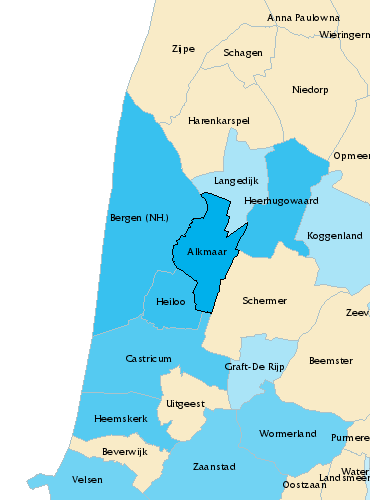 Anna Paulowna
Wieringerm
Zijpe
Schagen
Niedorp
Harenkarspel
Opmeer
Langedijk
Heerhugowaard
Bergen (NH.)
Koggenland
Alkmaar
Heiloo
Schermer
Zeev
Castricum
Graft-De Rijp
Beemster
Uitgeest
Heemskerk
Wormerland
Purmere
Beverwijk
Zaanstad
Water
Velsen
Landsmeer
Oostzaan